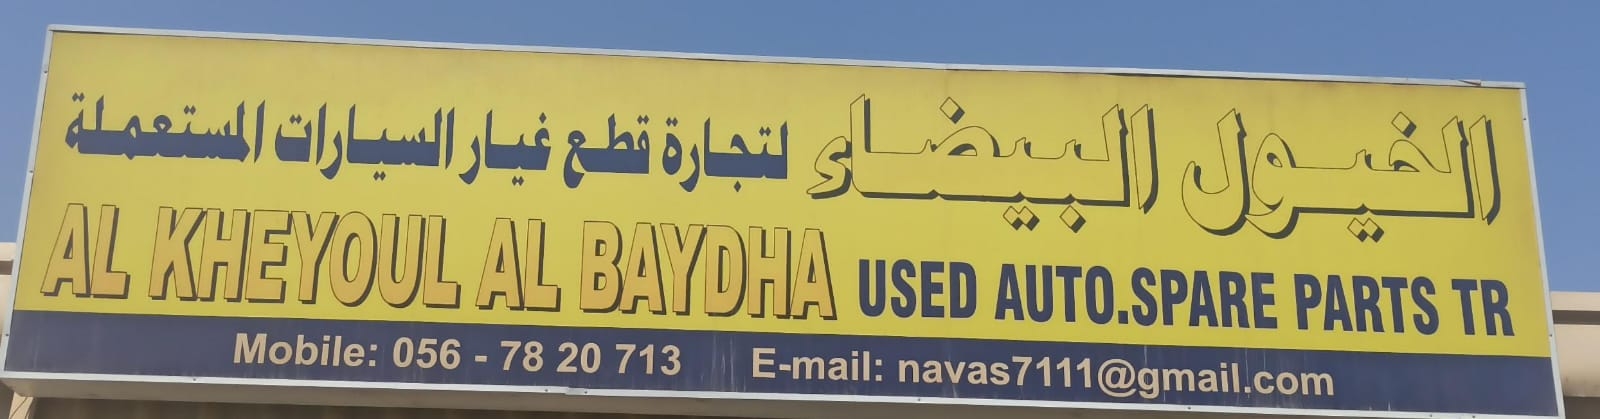 الخيول البيضاء لتجارة قطع غيار السيارات المستعملة
AL KHEYOUL AL BAYDHA USED AUTO.SPARE PARTS TR
Mobile: 056 - 78 20 713 E-mail: navas7111@gmail.com